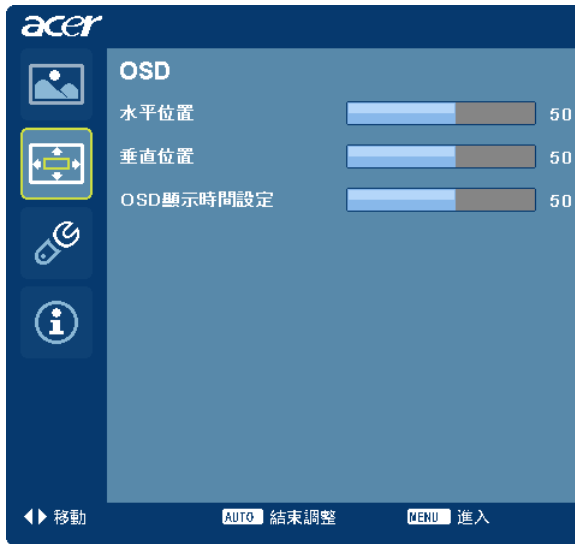 acer
OSD
水平位置 50
垂直位置 50
OSD顯示時間設定 50
移動 AUTO 結束調整 MENU 進入